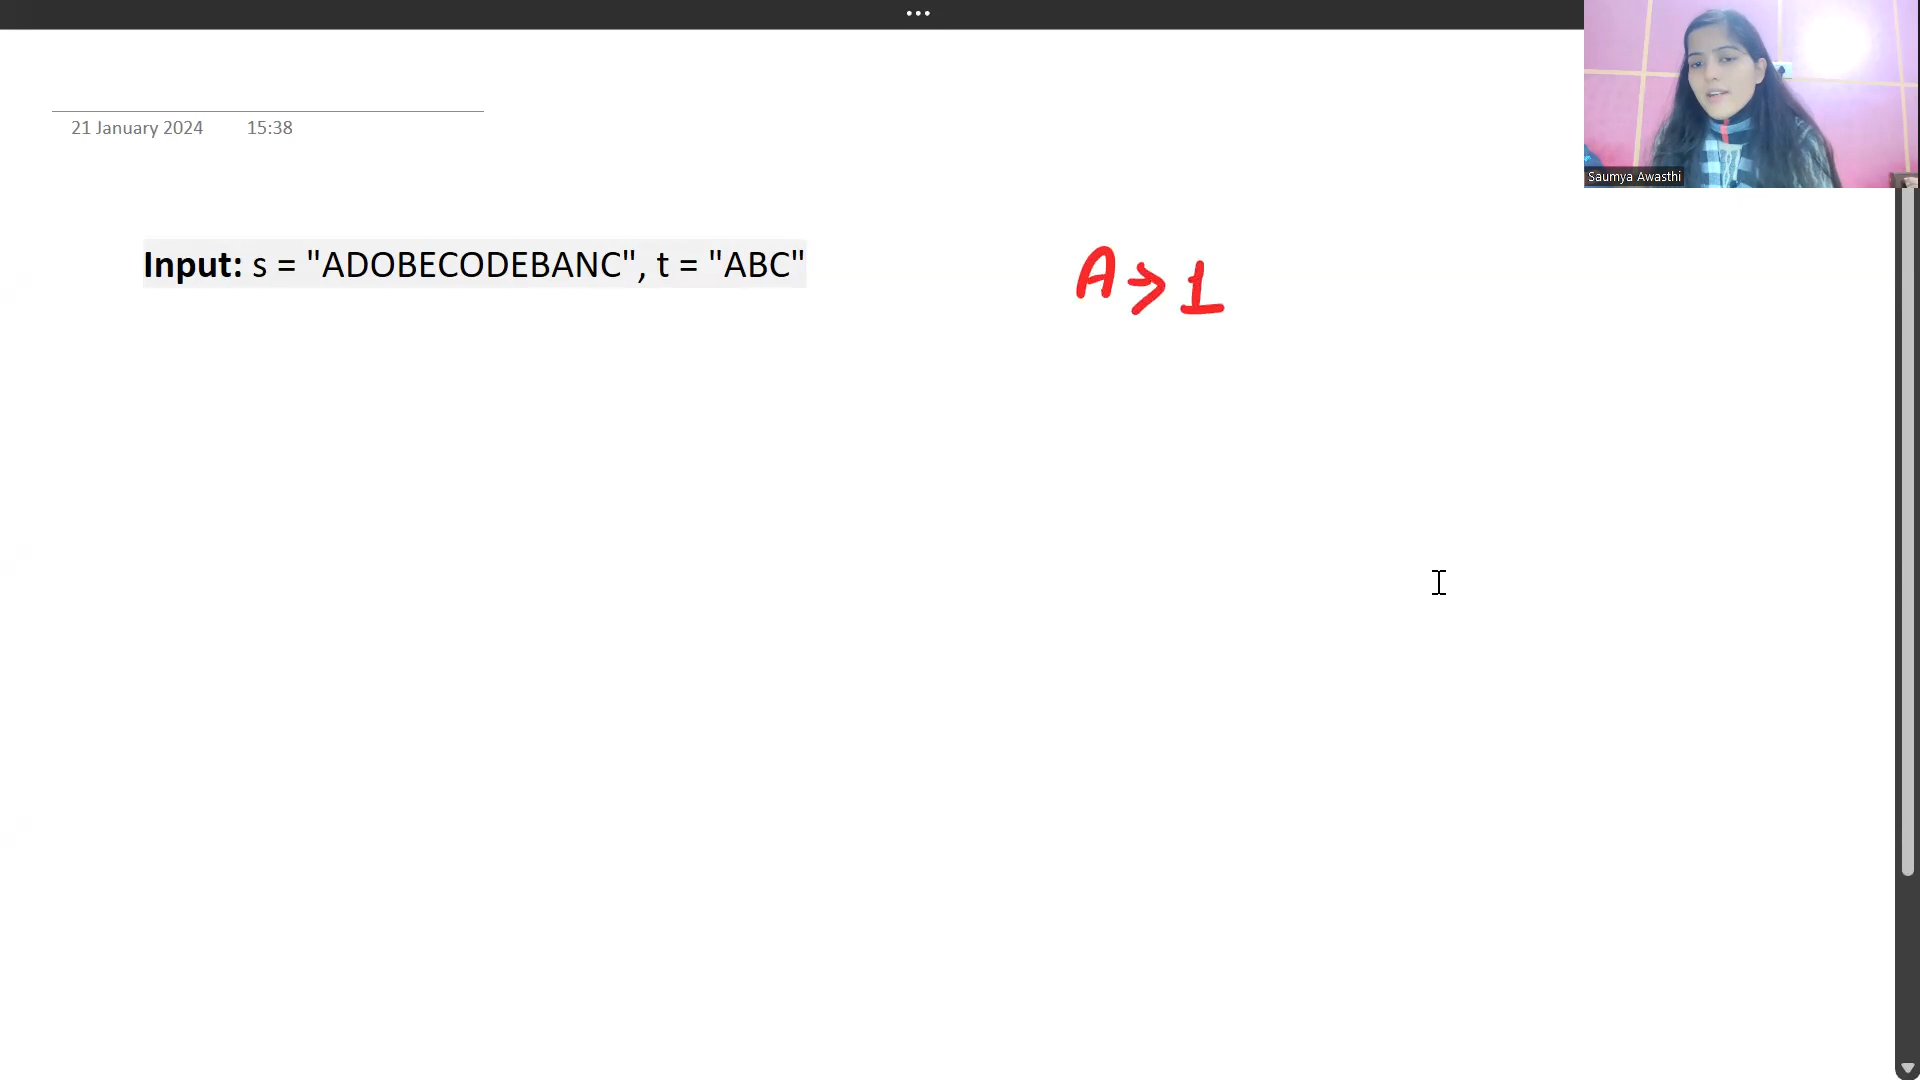 Saumya Awasthi
21 January 2024 15:38
Input: s = "ADOBECODEBANC", t = "ABC"
A → 1